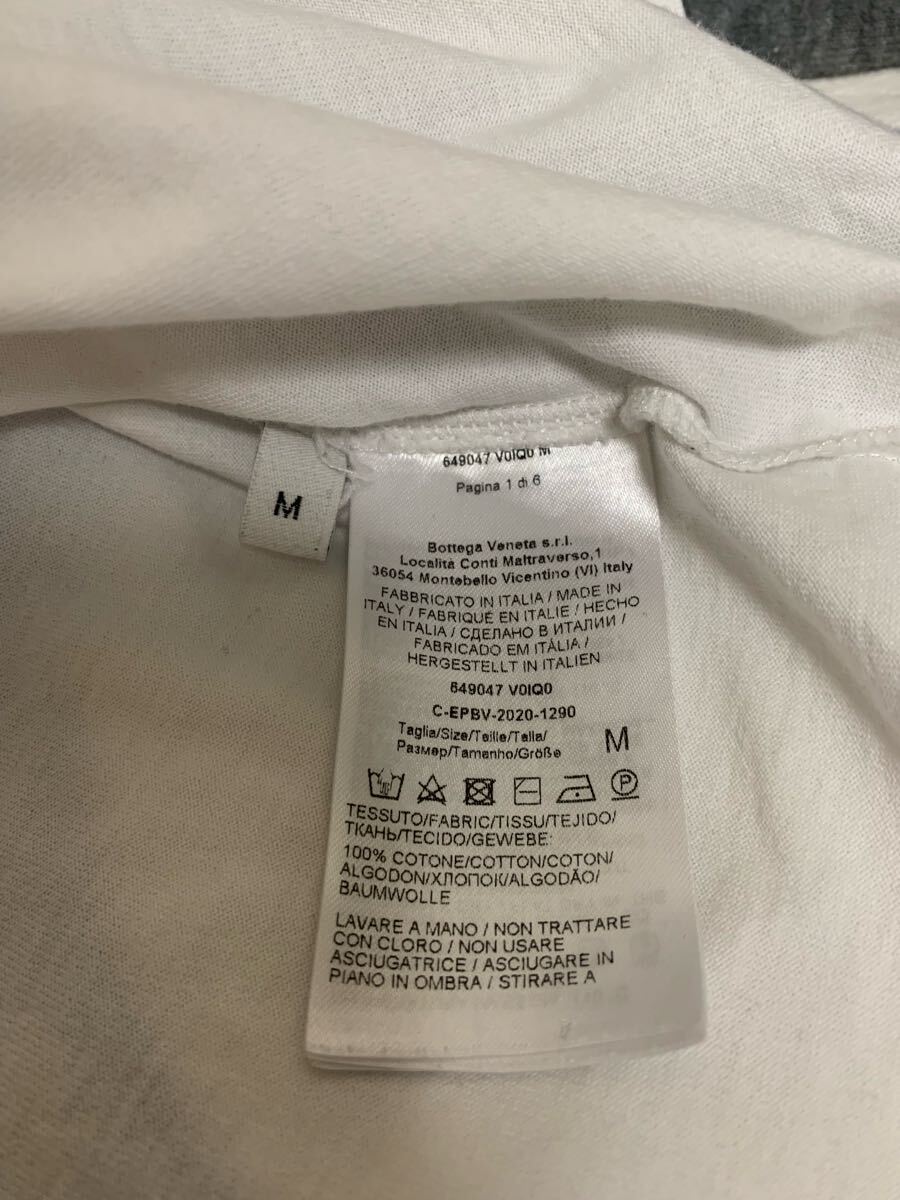 M
649047 V0IQ0 M
Pagina 1 di 6
Bottega Veneta s.r.l.
Località Conti Maltraverso,1
36054 Montebello Vicentino (VI) Italy
FABBRICATO IN ITALIA / MADE IN
ITALY / FABRIQUÉ EN ITALIE / HECHO
EN ITALIA / СДЕЛАНО В ИТАЛИИ /
FABRICADO EM ITÁLIA /
HERGESTELLT IN ITALIEN
649047 V0IQ0
C-EPBV-2020-1290
Taglia/Size/Teille/Talla/
Размер/Tamanho/Größe M
P
TESSUTO/FABRIC/TISSU/TEJIDO/
ТКАНЬ/TECIDO/GEWEBE:
100% COTONE/COTTON/COTON/
ALGODON/ХЛОПОК/ALGODÃO/
BAUMWOLLE
LAVARE A MANO / NON TRATTARE
CON CLORO / NON USARE
ASCIUGATRICE / ASCIUGARE IN
PIANO IN OMBRA / STIRARE A